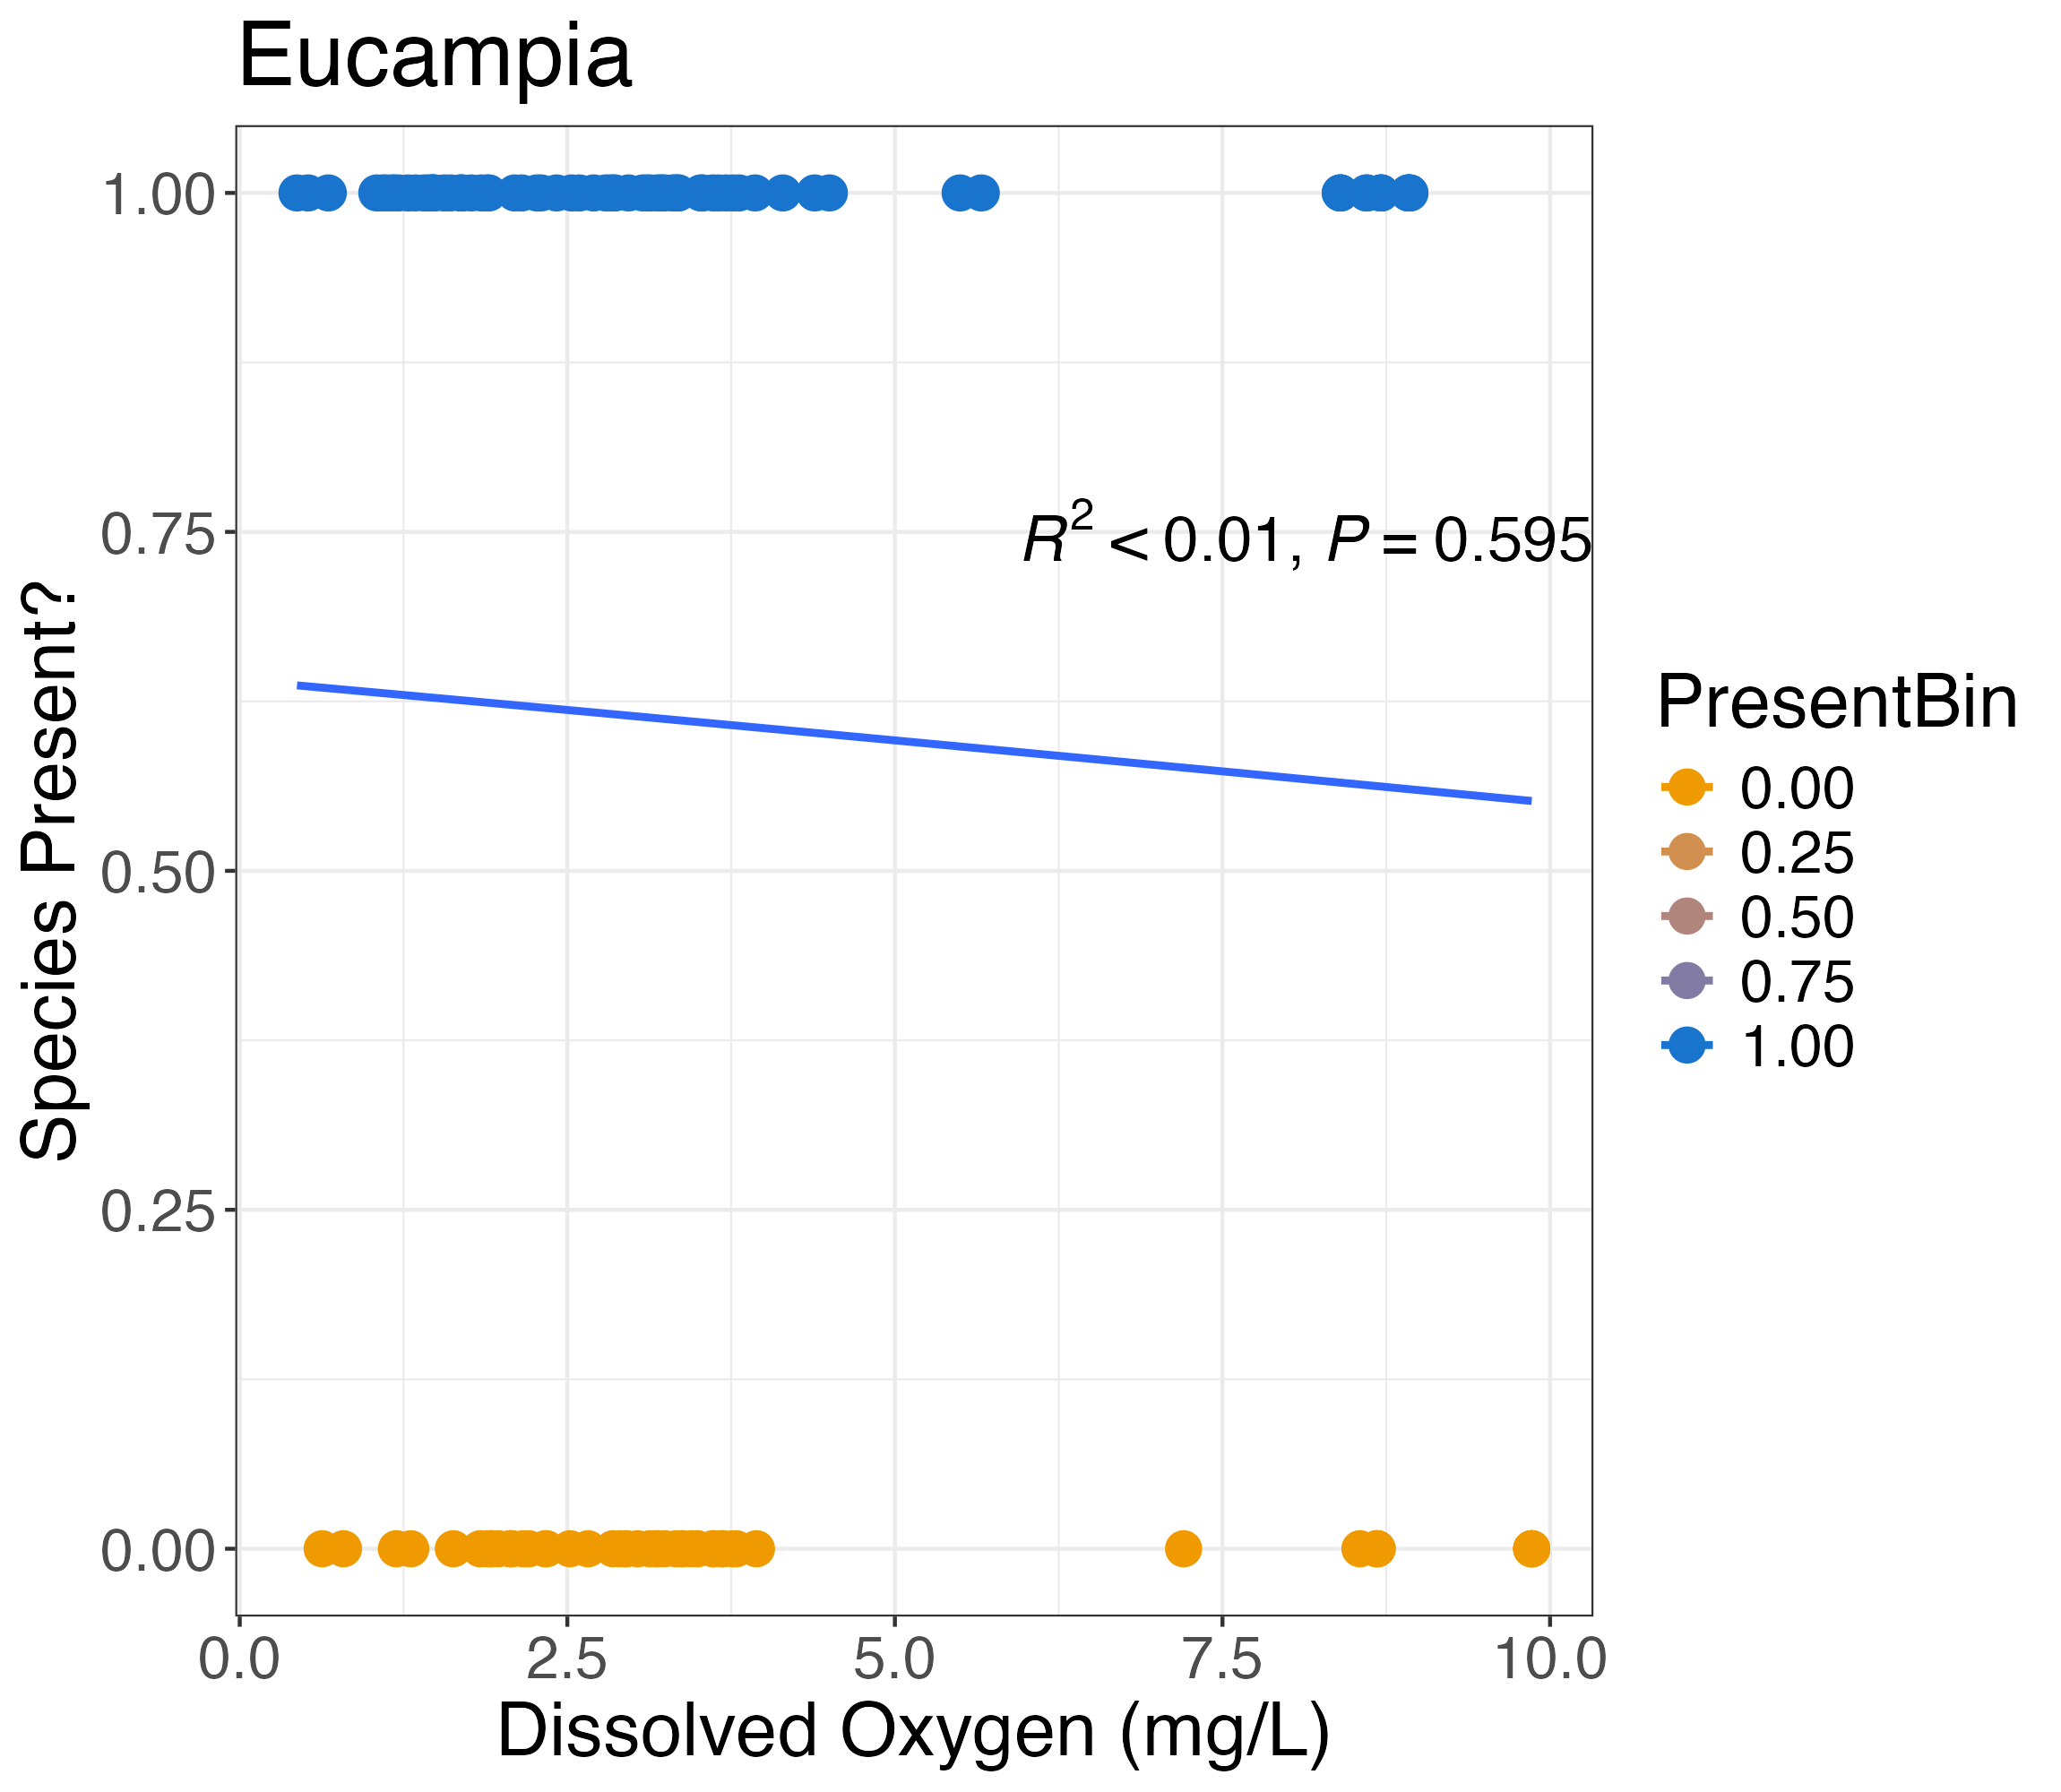 Eucampia
Species Present?
1.00
0.75
0.50
0.25
0.00
R² < 0.01, P = 0.595
0.0 2.5 5.0 7.5 10.0
Dissolved Oxygen (mg/L)
PresentBin
0.00
0.25
0.50
0.75
1.00